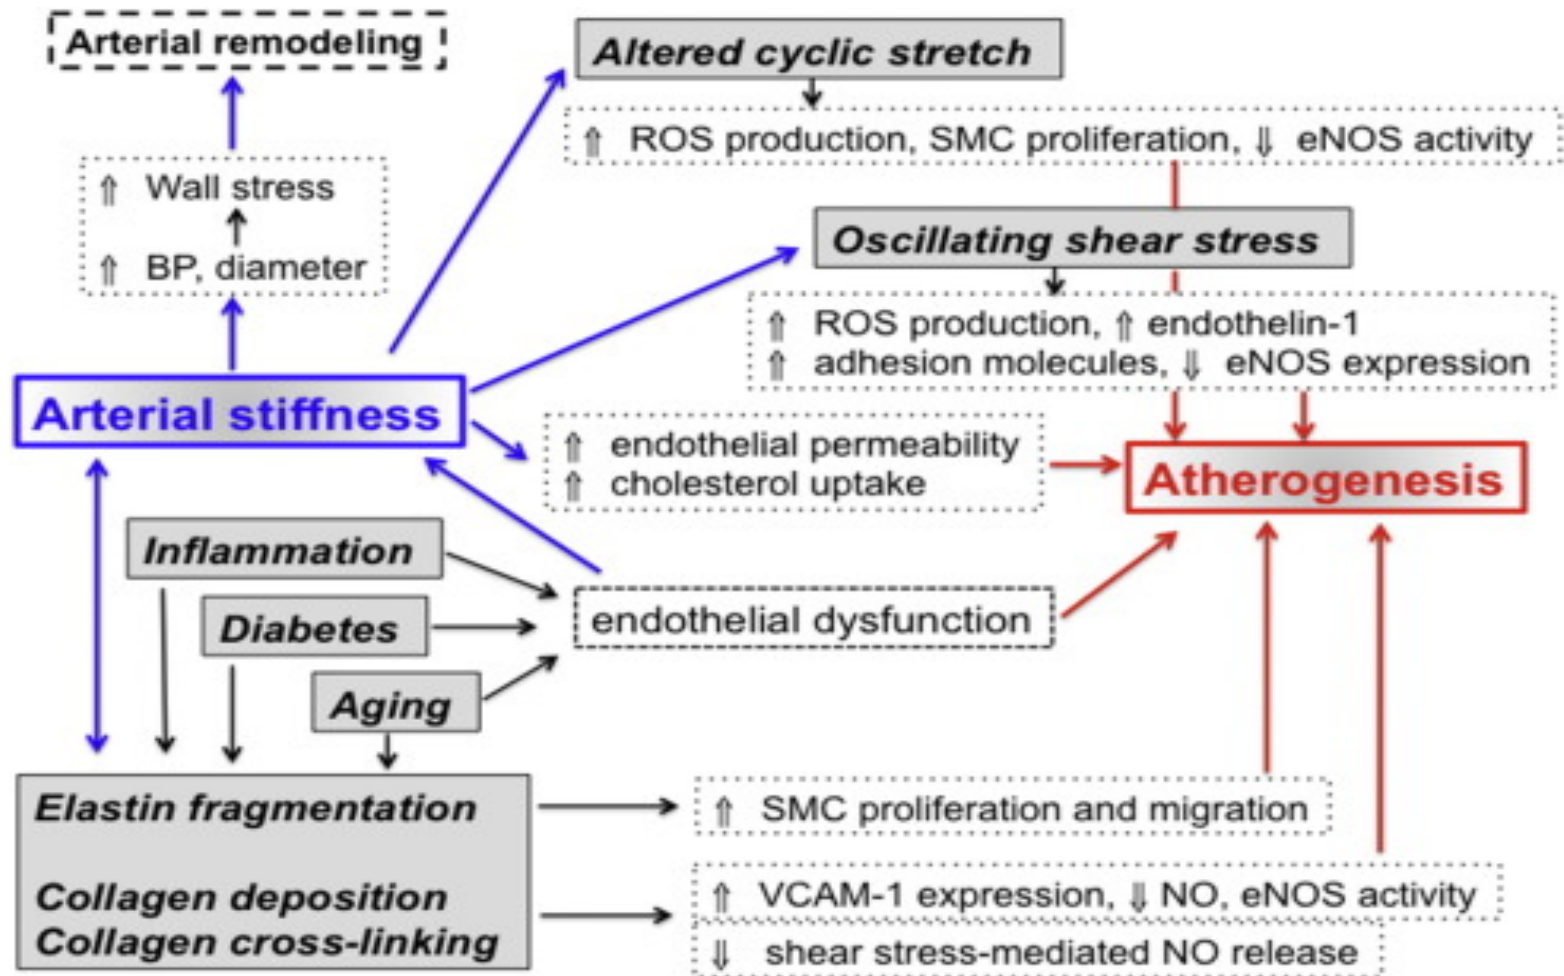 Arterial remodeling
Altered cyclic stretch
⇑ ROS production, SMC proliferation, ⇓ eNOS activity
⇑ Wall stress
⇑ BP, diameter
Oscillating shear stress
⇑ ROS production, ⇑ endothelin-1
⇑ adhesion molecules, ⇓ eNOS expression
Arterial stiffness
⇑ endothelial permeability
⇑ cholesterol uptake
Atherogenesis
Inflammation
Diabetes
Aging
endothelial dysfunction
Elastin fragmentation
Collagen deposition
Collagen cross-linking
⇑ SMC proliferation and migration
⇑ VCAM-1 expression, ⇓ NO, eNOS activity
⇓ shear stress-mediated NO release